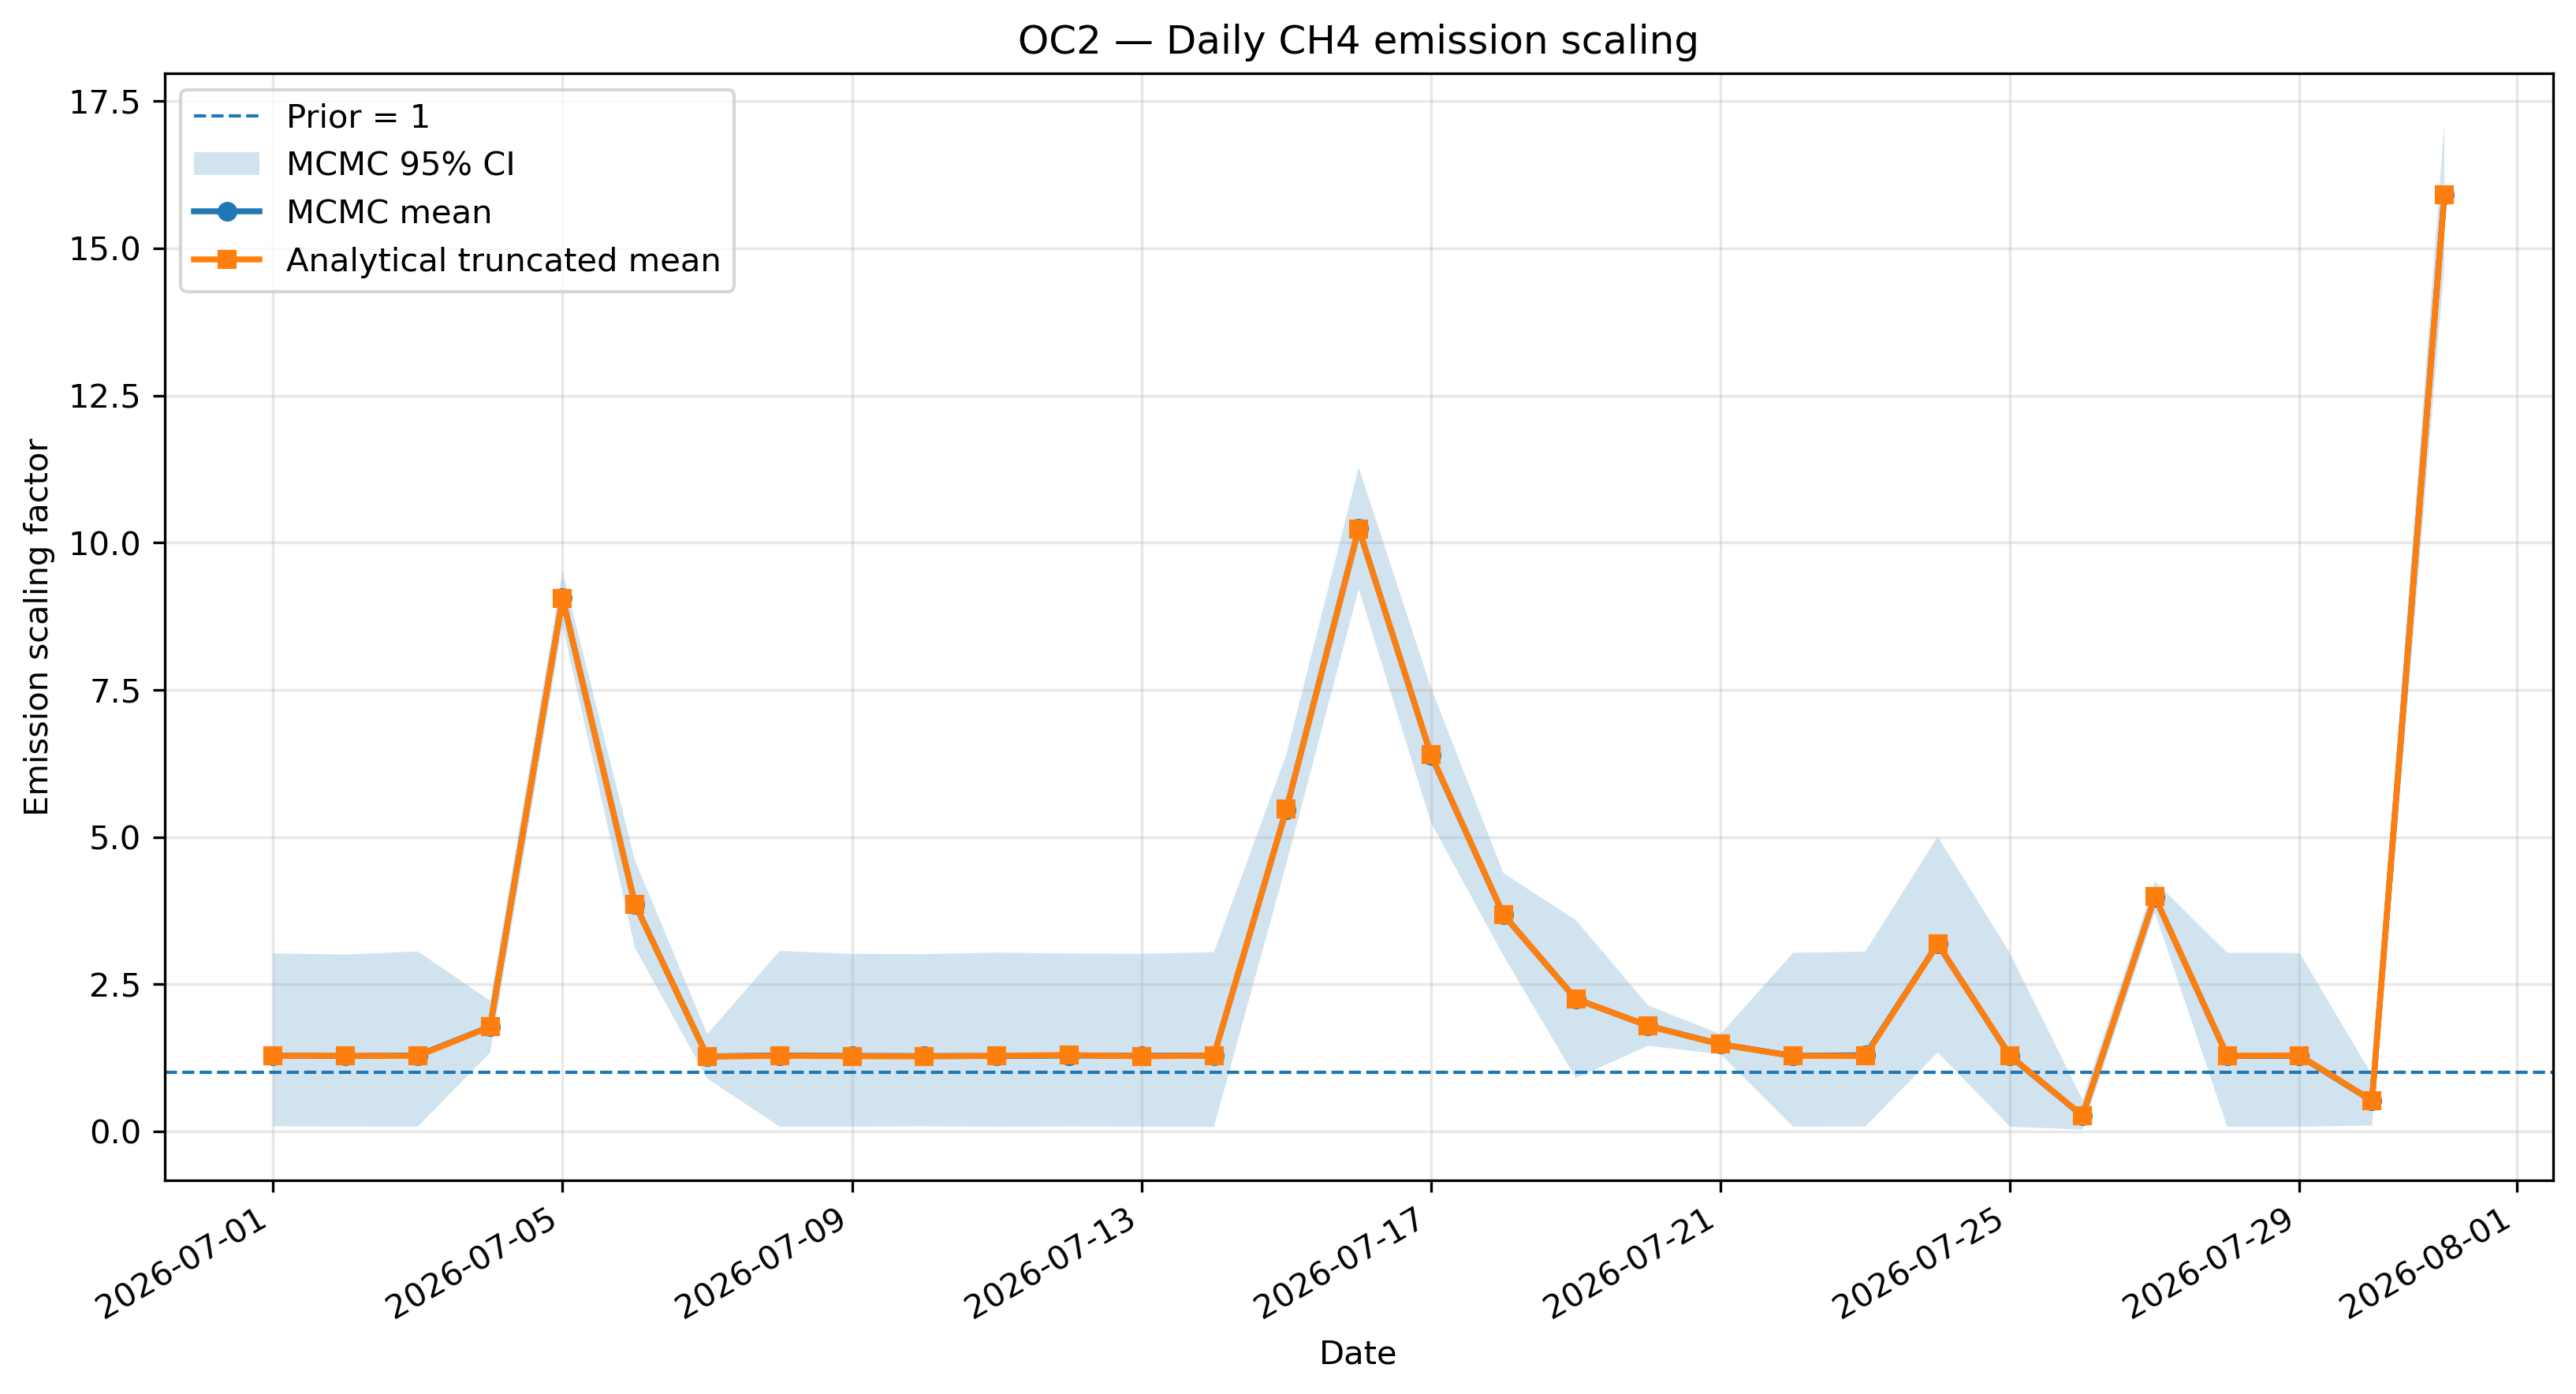 OC2 — Daily CH4 emission scaling
Prior = 1
MCMC 95% CI
MCMC mean
Analytical truncated mean
Emission scaling factor
17.5
15.0
12.5
10.0
7.5
5.0
2.5
0.0
2026-07-01
2026-07-05
2026-07-09
2026-07-13
2026-07-17
2026-07-21
2026-07-25
2026-07-29
2026-08-01
Date